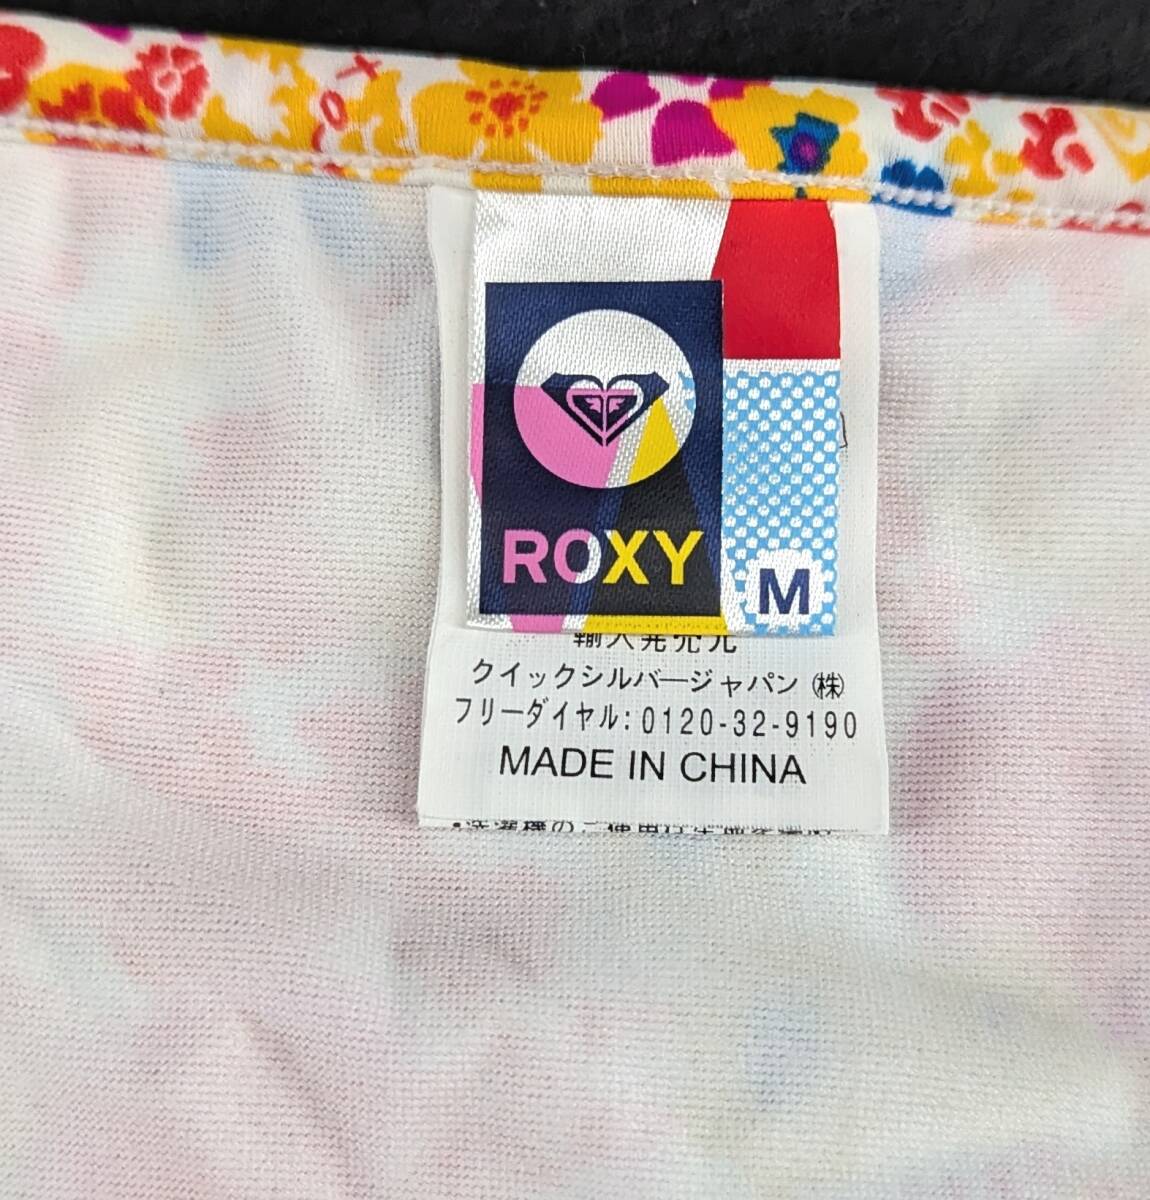 ROXY
M
輸入発売元
クイックシルバージャパン ㈱
フリーダイヤル:0120-32-9190
MADE IN CHINA